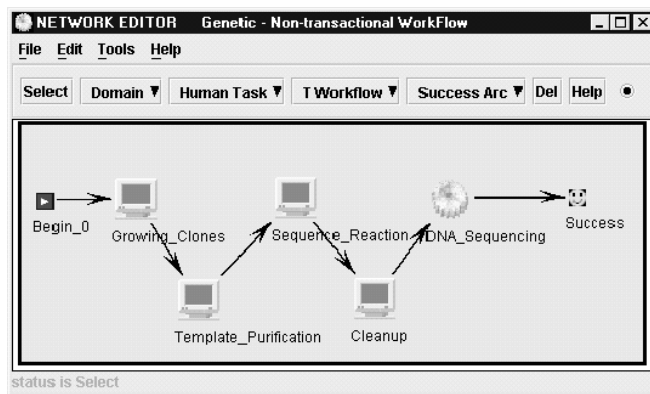 NETWORK EDITOR Genetic - Non-transactional WorkFlow
File Edit Tools Help
Select Domain Human Task T Workflow Success Arc Del Help
Begin_0
Growing_Clones
Sequence_Reaction
DNA_Sequencing
Success
Template_Purification
Cleanup
status is Select